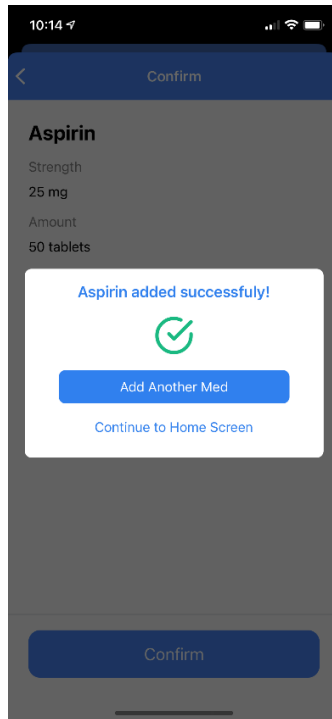 10:14
Confirm
Aspirin
Strength
25 mg
Amount
50 tablets
Aspirin added successfuly!
Add Another Med
Continue to Home Screen
Confirm